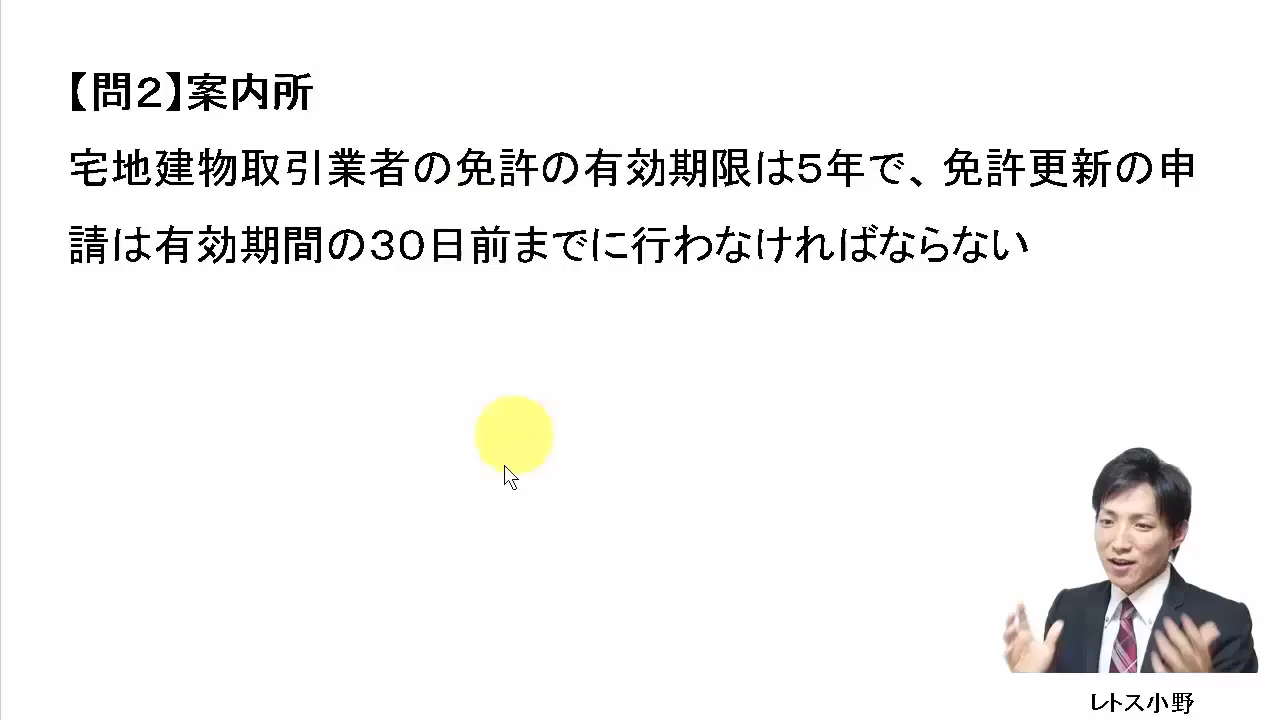 【問２】案内所
宅地建物取引業者の免許の有効期限は５年で、免許更新の申
請は有効期間の３０日前までに行わなければならない
レトス小野